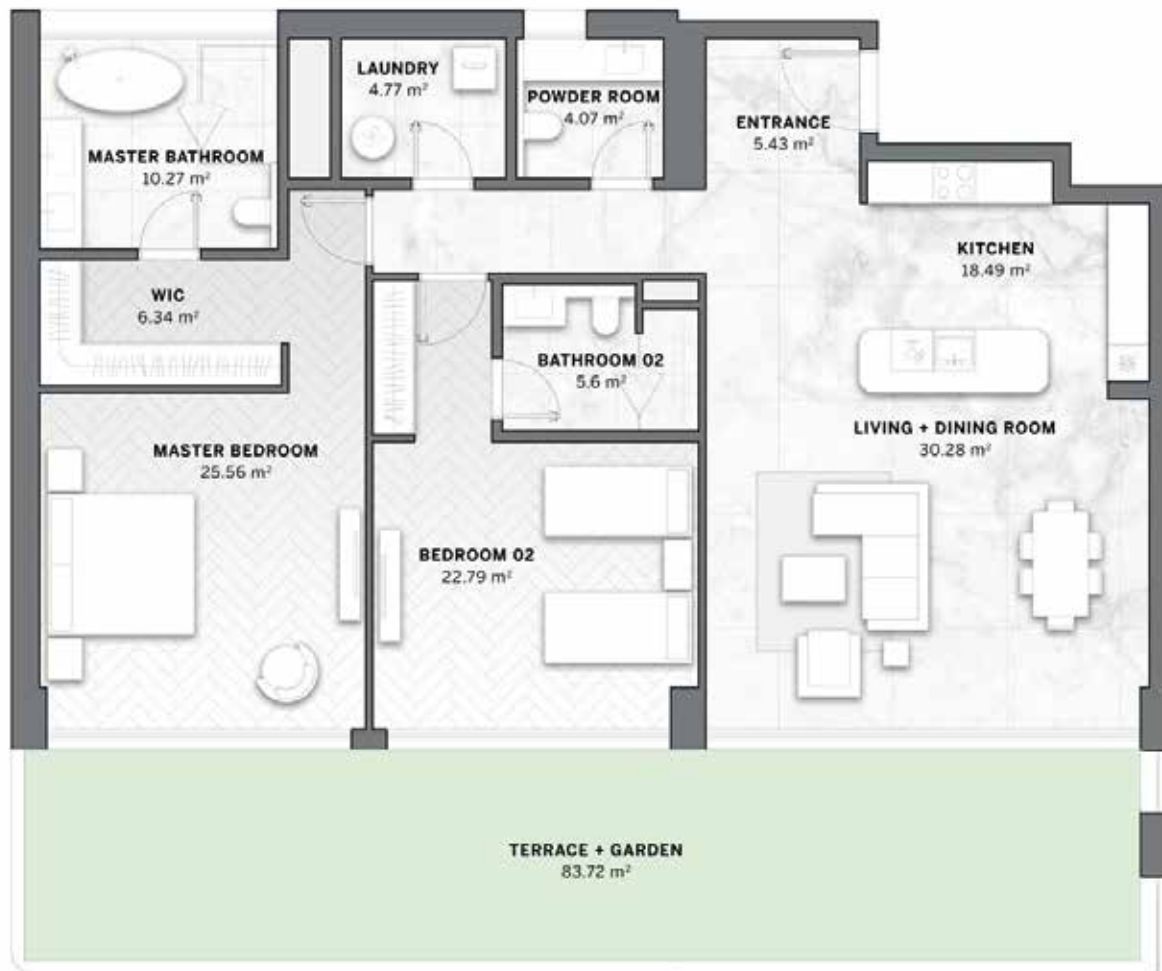 LAUNDRY
4.77 m²
POWDER ROOM
4.07 m²
ENTRANCE
5.43 m²
MASTER BATHROOM
10.27 m²
KITCHEN
18.49 m²
WIC
6.34 m²
BATHROOM 02
5.6 m²
LIVING + DINING ROOM
30.28 m²
MASTER BEDROOM
25.56 m²
BEDROOM 02
22.79 m²
TERRACE + GARDEN
83.72 m²